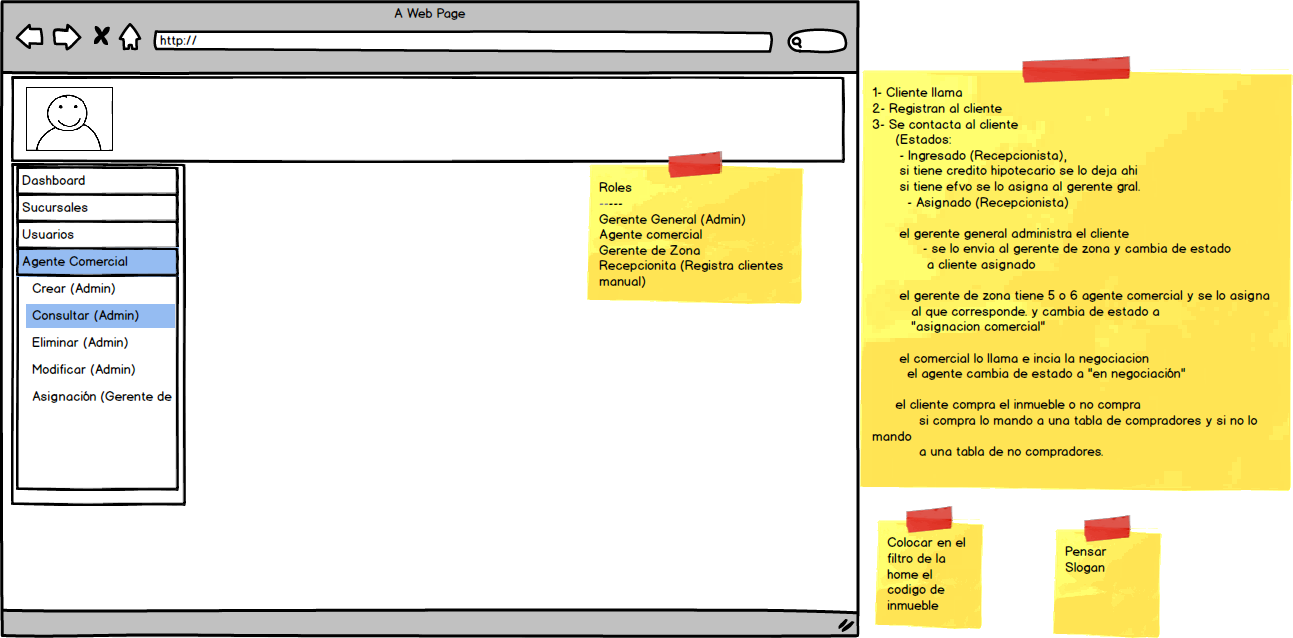 A Web Page
http://
Dashboard
Sucursales
Usuarios
Agente Comercial
Crear (Admin)
Consultar (Admin)
Eliminar (Admin)
Modificar (Admin)
Asignación (Gerente de
Roles
-----
Gerente General (Admin)
Agente comercial
Gerente de Zona
Recepcionita (Registra clientes
manual)
1- Cliente llama
2- Registran al cliente
3- Se contacta al cliente
(Estados:
- Ingresado (Recepcionista),
si tiene credito hipotecario se lo deja ahi
si tiene efvo se lo asigna al gerente gral.
- Asignado (Recepcionista)
el gerente general administra el cliente
- se lo envia al gerente de zona y cambia de estado
a cliente asignado
el gerente de zona tiene 5 o 6 agente comercial y se lo asigna
al que corresponde. y cambia de estado a
"asignacion comercial"
el comercial lo llama e incia la negociacion
el agente cambia de estado a "en negociación"
el cliente compra el inmueble o no compra
si compra lo mando a una tabla de compradores y si no lo
mando
a una tabla de no compradores.
Colocar en el
filtro de la
home el
codigo de
inmueble
Pensar
Slogan